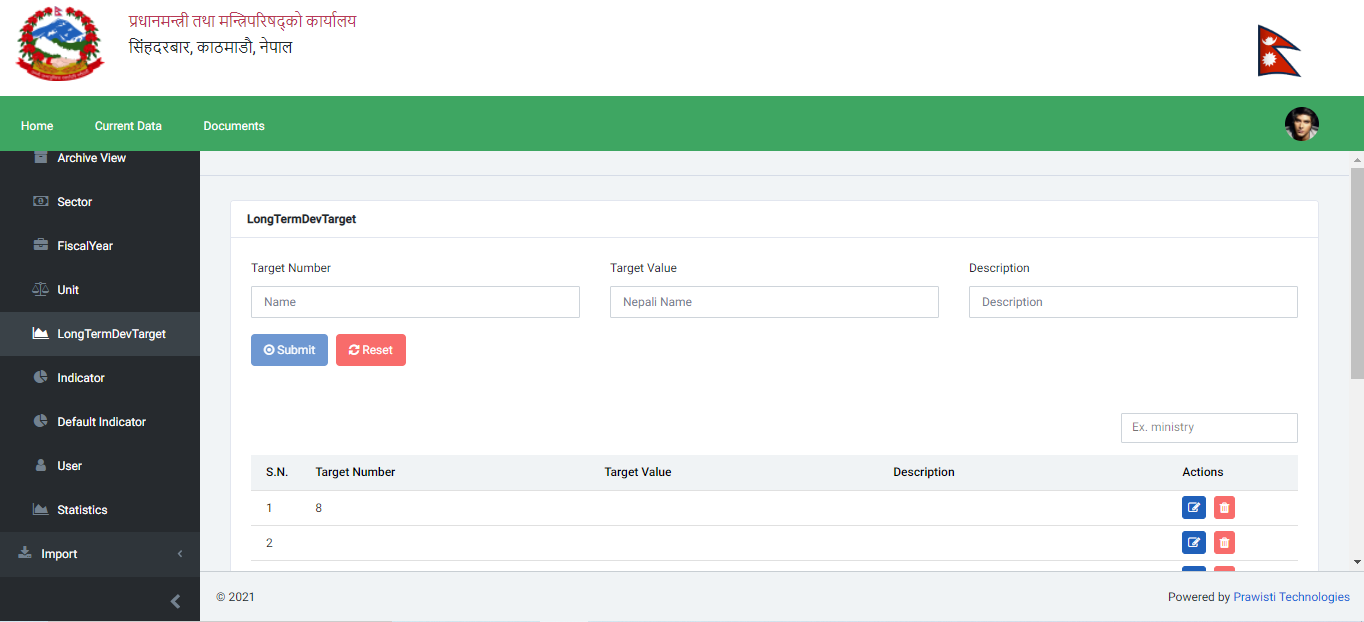 प्रधानमन्त्री तथा मन्त्रिपरिषद्को कार्यालय
सिंहदरबार, काठमाडौ, नेपाल
Home Current Data Documents
Archive View
Sector
FiscalYear
Unit
LongTermDevTarget
Indicator
Default Indicator
User
Statistics
Import
LongTermDevTarget
Target Number Target Value Description
Name Nepali Name Description
Submit Reset
Ex. ministry
S.N. Target Number Target Value Description Actions
1 8
2
© 2021 Powered by Prawisti Technologies